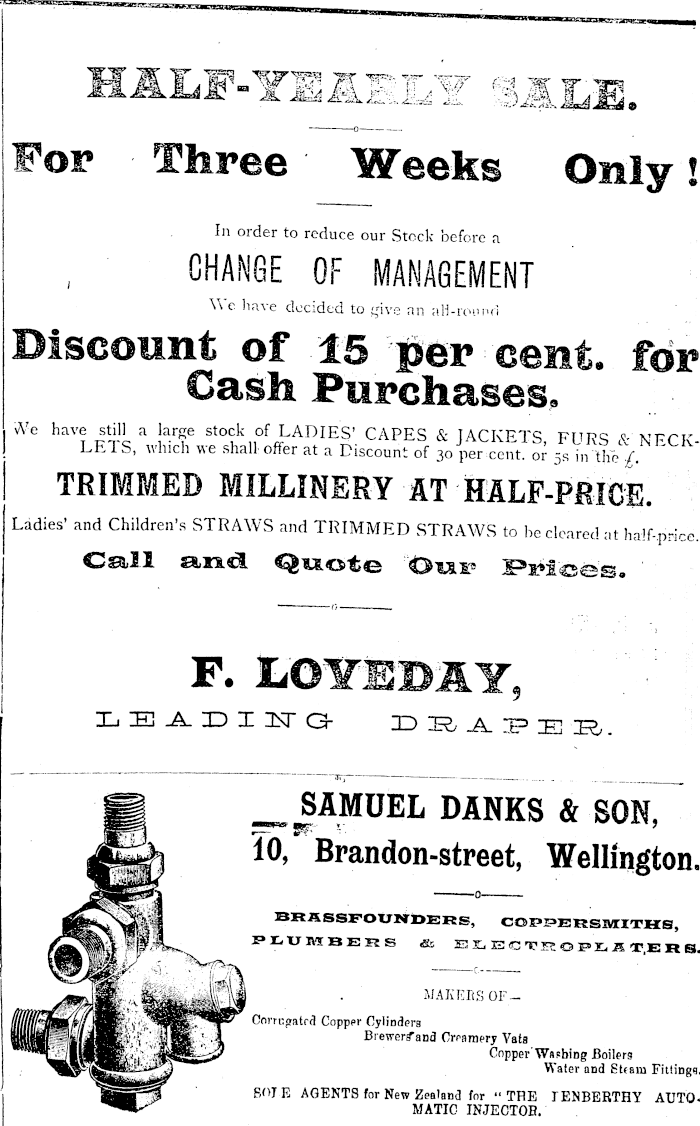 HALF-YEARLY SALE.
For Three Weeks Only!
In order to reduce our Stock before a
CHANGE OF MANAGEMENT
We have decided to give an all-round
Discount of 15 per cent. for
Cash Purchases.
We have still a large stock of LADIES' CAPES & JACKETS, FURS & NECK-
LETS, which we shall offer at a Discount of 30 per cent. or 5s in the £.
TRIMMED MILLINERY AT HALF-PRICE.
Ladies' and Children's STRAWS and TRIMMED STRAWS to be cleared at half-price.
Call and Quote Our Prices.
F. LOVEDAY,
LEADING DRAPER.
SAMUEL DANKS & SON,
10, Brandon-street, Wellington.
BRASSFOUNDERS, COPPERSMITHS,
PLUMBERS & ELECTROPLATERS.
MAKERS OF—
Corrugated Copper Cylinders
Brewers and Creamery Vats
Copper Washing Boilers
Water and Steam Fittings.
SOLE AGENTS for New Zealand for "THE PENBERTHY AUTO-
MATIC INJECTOR.